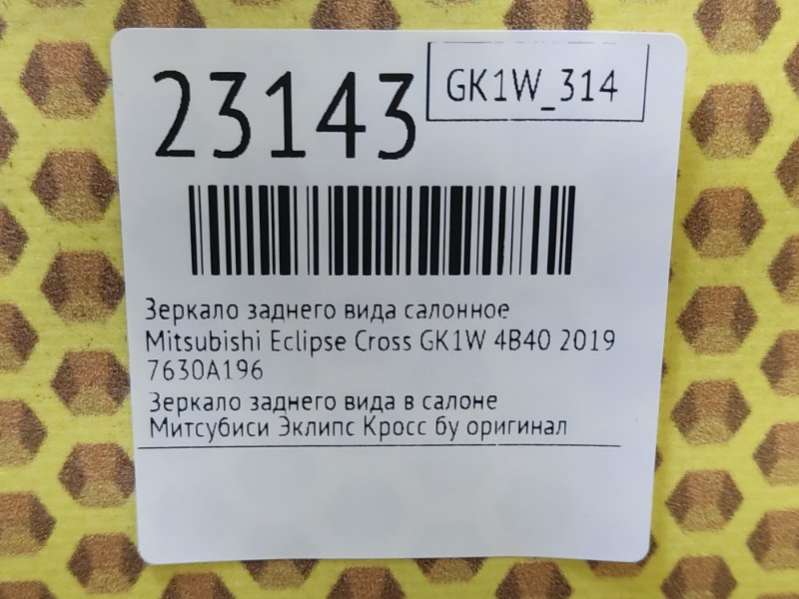 23143
GK1W_314
Зеркало заднего вида салонное
Mitsubishi Eclipse Cross GK1W 4B40 2019
7630A196
Зеркало заднего вида в салоне
Митсубиси Эклипс Кросс бу оригинал